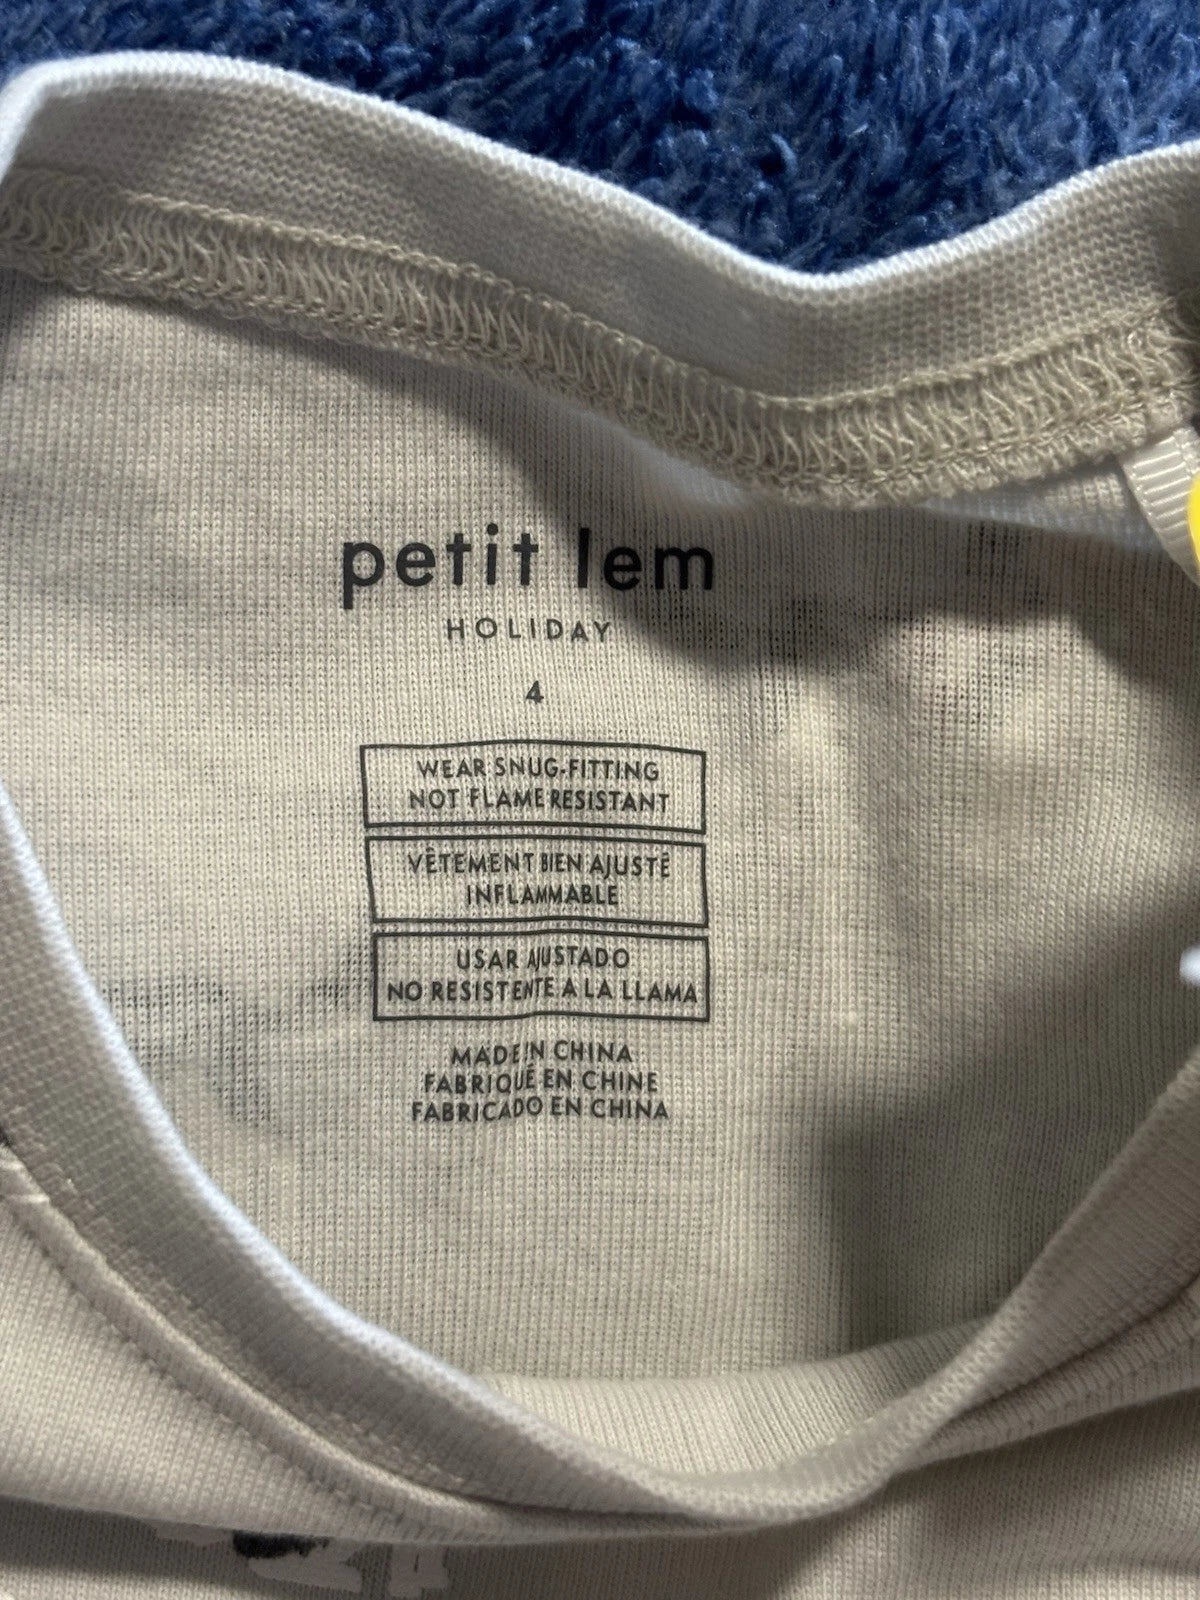 petit lem
HOLIDAY
4
WEAR SNUG-FITTING
NOT FLAME RESISTANT
VÊTEMENT BIEN AJUSTÉ
INFLAMMABLE
USAR AJUSTADO
NO RESISTENTE A LA LLAMA
MADE IN CHINA
FABRIQUÉ EN CHINE
FABRICADO EN CHINA